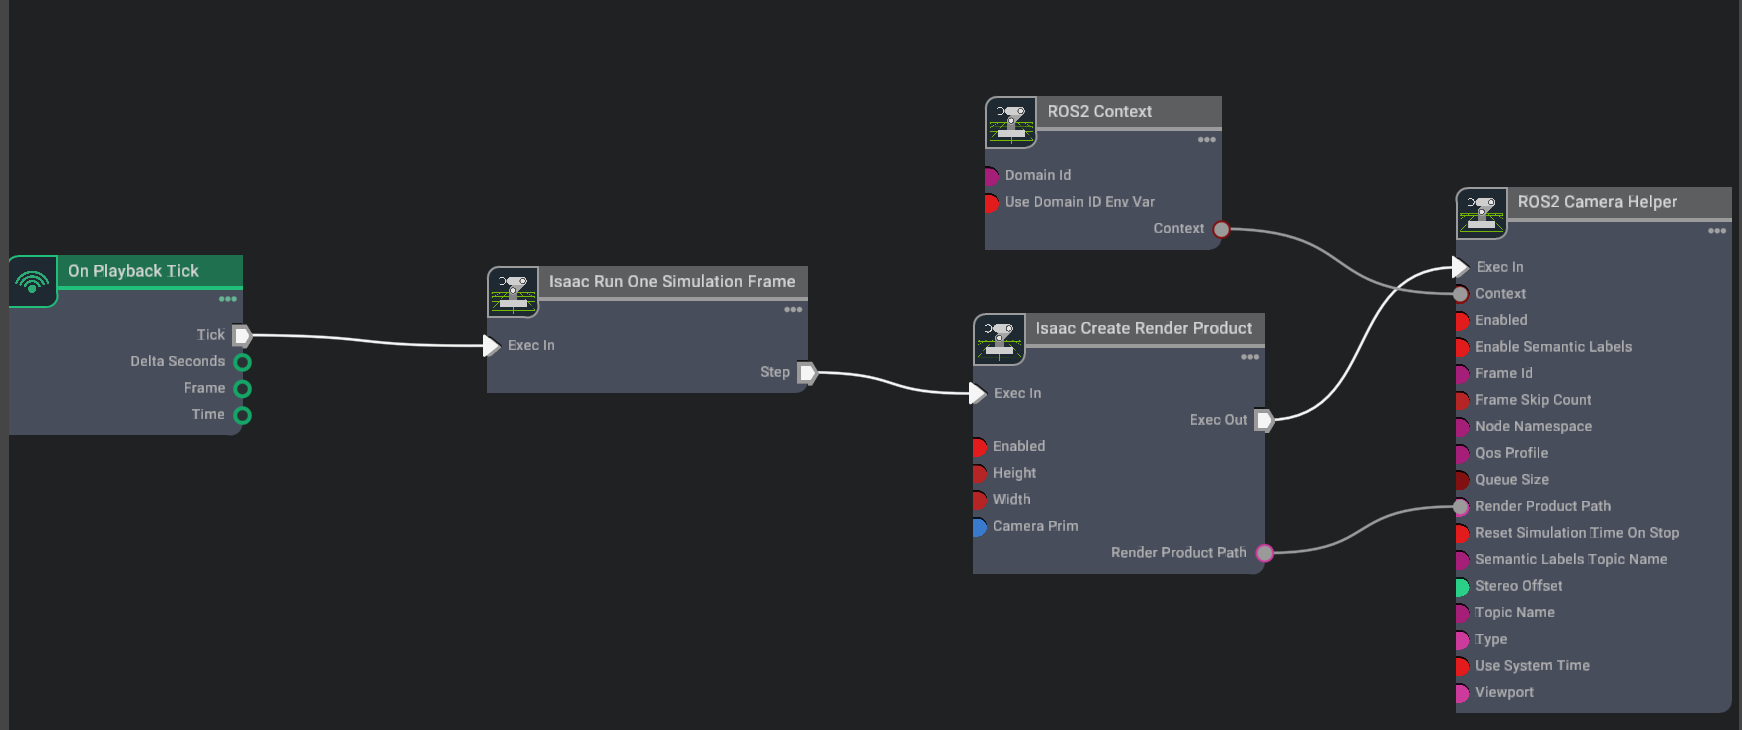 On Playback Tick
Tick
Delta Seconds
Frame
Time
Isaac Run One Simulation Frame
Exec In
Step
ROS2 Context
Domain Id
Use Domain ID Env Var
Context
Isaac Create Render Product
Exec In
Exec Out
Enabled
Height
Width
Camera Prim
Render Product Path
ROS2 Camera Helper
Exec In
Context
Enabled
Enable Semantic Labels
Frame Id
Frame Skip Count
Node Namespace
Qos Profile
Queue Size
Render Product Path
Reset Simulation Time On Stop
Semantic Labels Topic Name
Stereo Offset
Topic Name
Type
Use System Time
Viewport